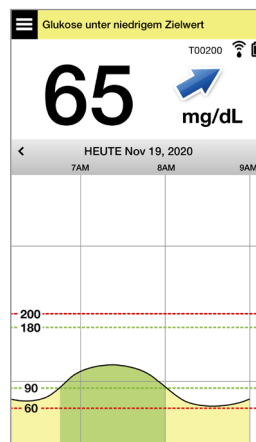 Glukose unter niedrigem Zielwert
T00200
65
mg/dL
HEUTE Nov 19, 2020
7AM 8AM 9AM
200
180
90
60